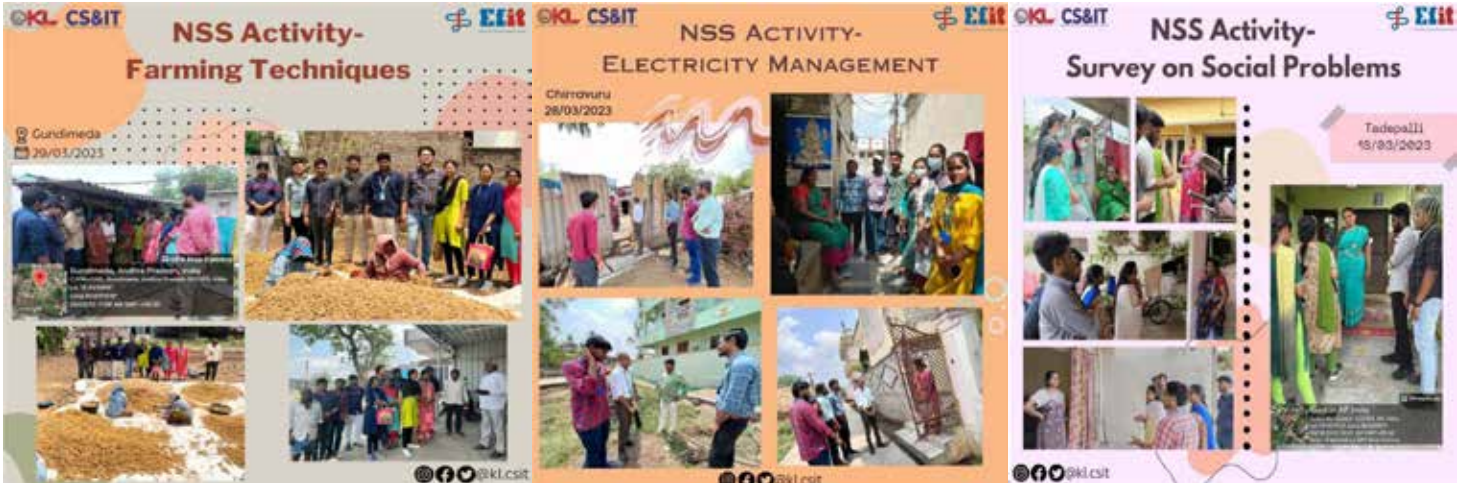 KL CS&IT
Efit
NSS Activity-
Farming Techniques
Gundimeda
29/03/2023
Gundimeda, Andhra Pradesh, India
@kl.csit
KL CS&IT
Efit
NSS ACTIVITY-
ELECTRICITY MANAGEMENT
Chirravuru
28/03/2023
@kl.csit
KL CS&IT
Efit
NSS Activity-
Survey on Social Problems
Tadepalli
18/03/2023
@kl.csit